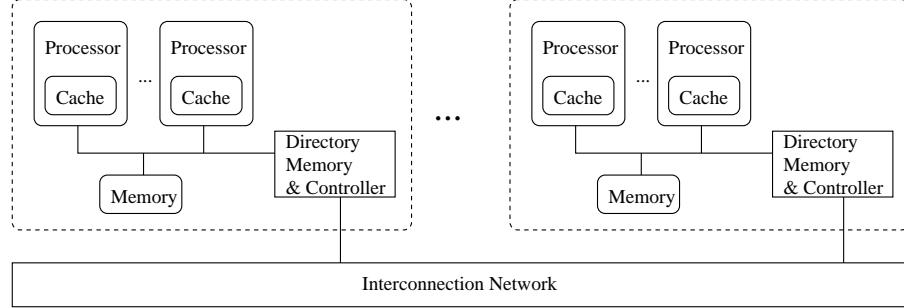 Processor Processor
...
Cache Cache
Directory
Memory
& Controller
Memory
...
Processor Processor
...
Cache Cache
Directory
Memory
& Controller
Memory
Interconnection Network